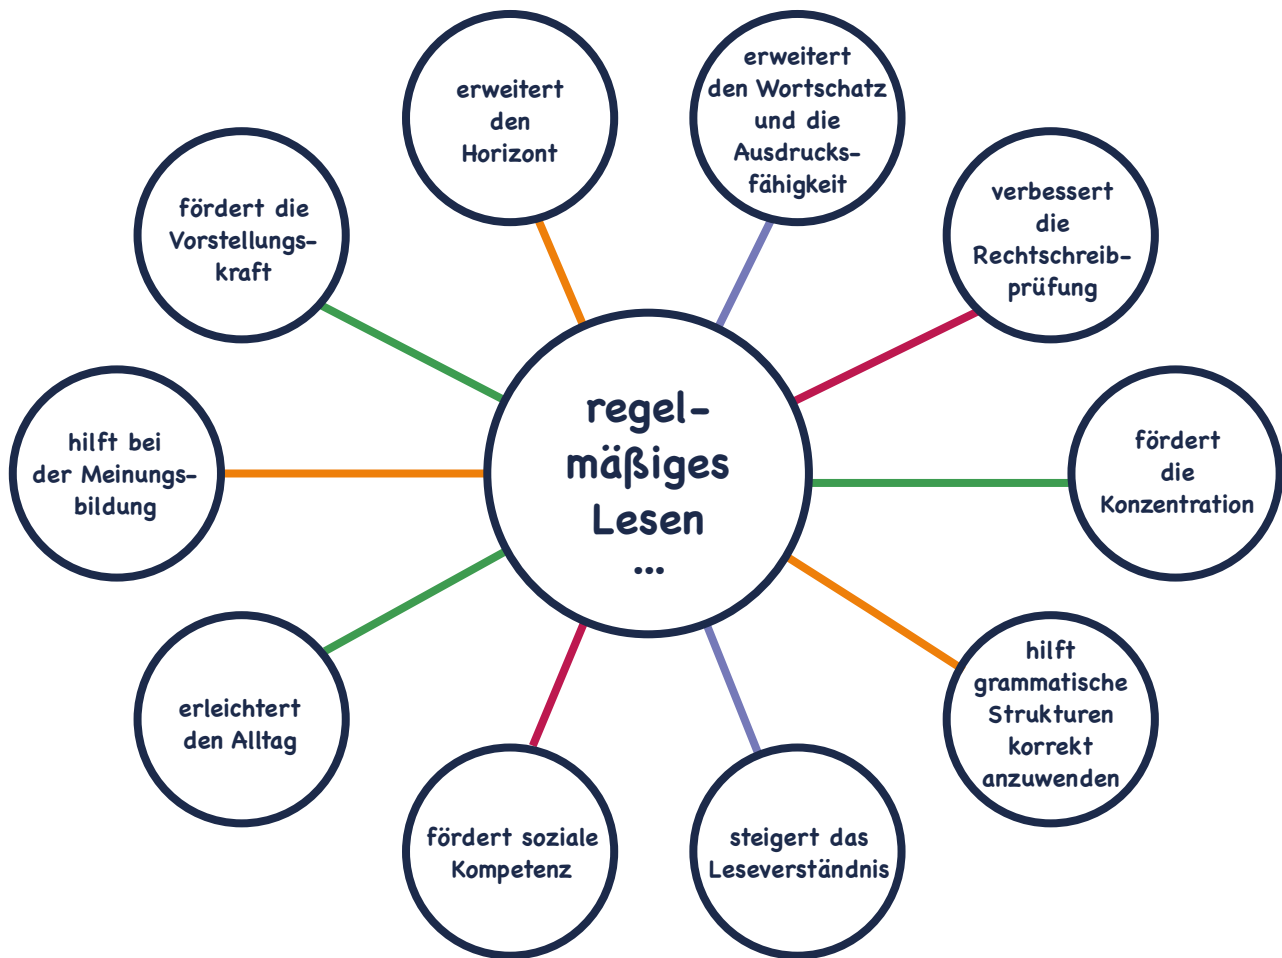 regel-
mäßiges
Lesen
...
erweitert
den
Horizont
erweitert
den Wortschatz
und die
Ausdrucks-
fähigkeit
verbessert
die
Rechtschreib-
prüfung
fördert
die
Konzentration
hilft
grammatische
Strukturen
korrekt
anzuwenden
steigert das
Leseverständnis
fördert soziale
Kompetenz
erleichtert
den Alltag
hilft bei
der Meinungs-
bildung
fördert die
Vorstellungs-
kraft